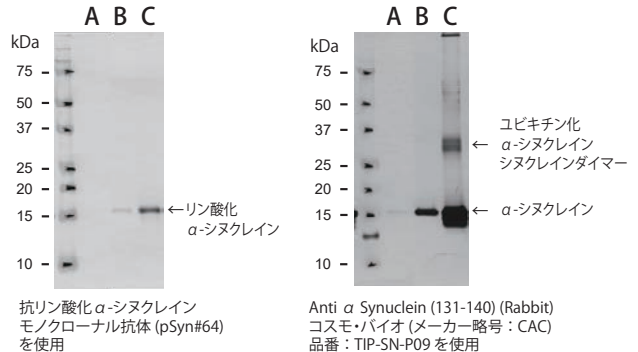 A B C
kDa
75
50
37
25
20
15
10
←リン酸化
α-シヌクレイン
抗リン酸化α-シヌクレイン
モノクローナル抗体 (pSyn#64)
を使用
A B C
kDa
75
50
37
25
20
15
10
ユビキチン化
← α-シヌクレイン
シヌクレインダイマー
← α-シヌクレイン
Anti α Synuclein (131-140) (Rabbit)
コスモ・バイオ (メーカー略号：CAC)
品番：TIP-SN-P09 を使用